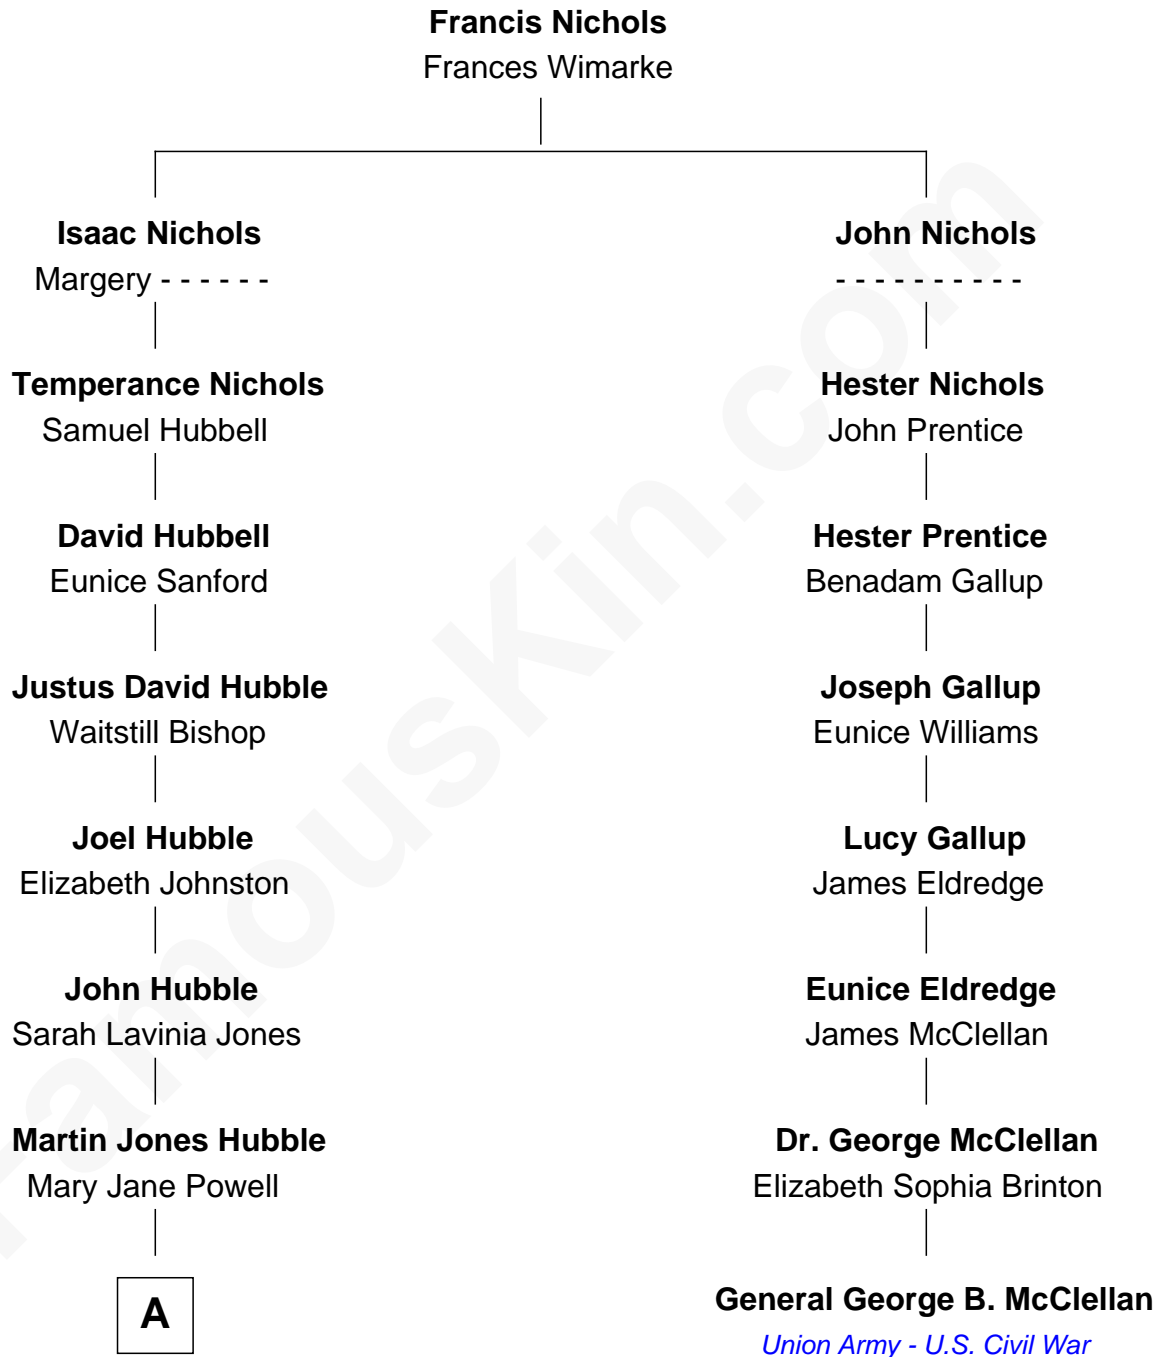 Francis Nichols
Frances Wimarke
Isaac Nichols
Margery - - - - - -
John Nichols
- - - - - - - - - -
Temperance Nichols
Samuel Hubbell
Hester Nichols
John Prentice
David Hubbell
Eunice Sanford
Hester Prentice
Benadam Gallup
Justus David Hubble
Waitstill Bishop
Joseph Gallup
Eunice Williams
Joel Hubble
Elizabeth Johnston
Lucy Gallup
James Eldredge
John Hubble
Sarah Lavinia Jones
Eunice Eldredge
James McClellan
Martin Jones Hubble
Mary Jane Powell
Dr. George McClellan
Elizabeth Sophia Brinton
A
General George B. McClellan
Union Army - U.S. Civil War
FamousKin.com